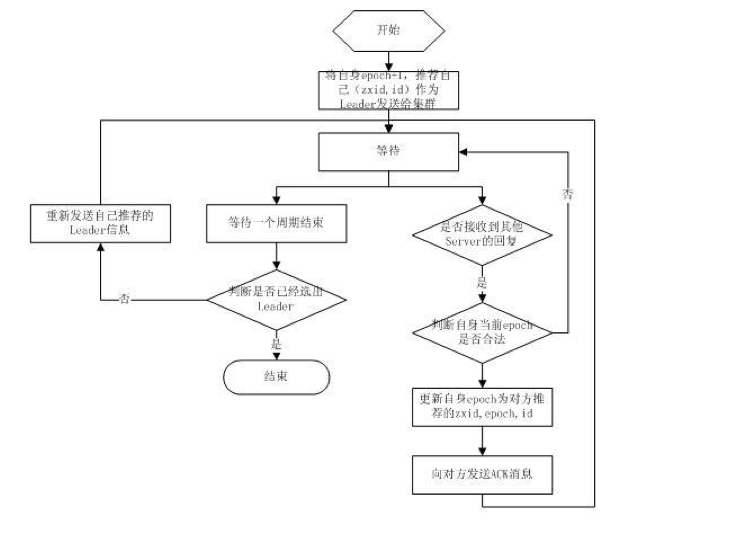 开始
将自身epoch+1，推荐自
己（zxid,id）作为
Leader发送给集群
等待
否
重新发送自己推荐的
Leader信息
等待一个周期结束
是否接收到其他
Server的回复
是
判断是否已经选出
Leader
否
判断自身当前epoch
是否合法
是
结束
更新自身epoch为对方推
荐的zxid,epoch,id
向对方发送ACK消息